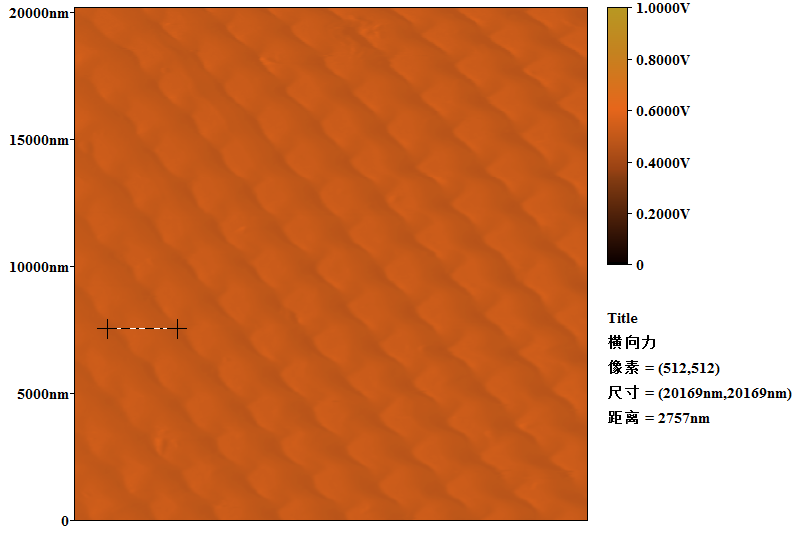 20000nm
15000nm
10000nm
5000nm
0
1.0000V
0.8000V
0.6000V
0.4000V
0.2000V
0
Title
横向力
像素 = (512,512)
尺寸 = (20169nm,20169nm)
距离 = 2757nm